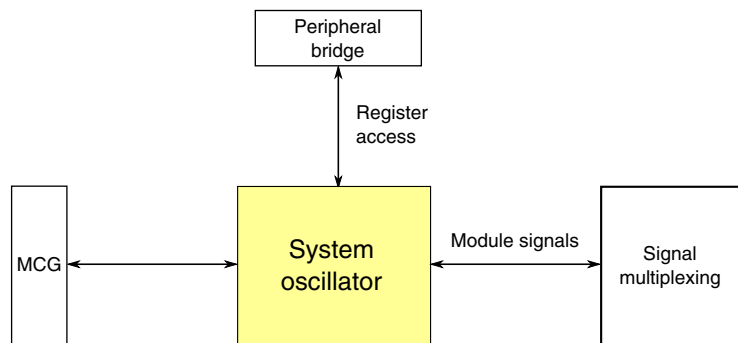 Peripheral
bridge
Register
access
MCG
System
oscillator
Module signals
Signal
multiplexing